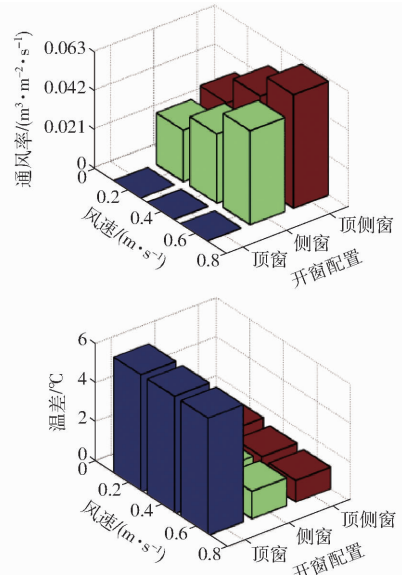 0.063
0.042
0.021
0
通风率/(m³·m⁻²·s⁻¹)
0
0.2
0.4
0.6
0.8
风速/(m·s⁻¹)
顶窗
侧窗
顶侧窗
开窗配置
6
4
2
0
温差/℃
0
0.2
0.4
0.6
0.8
风速/(m·s⁻¹)
顶窗
侧窗
顶侧窗
开窗配置